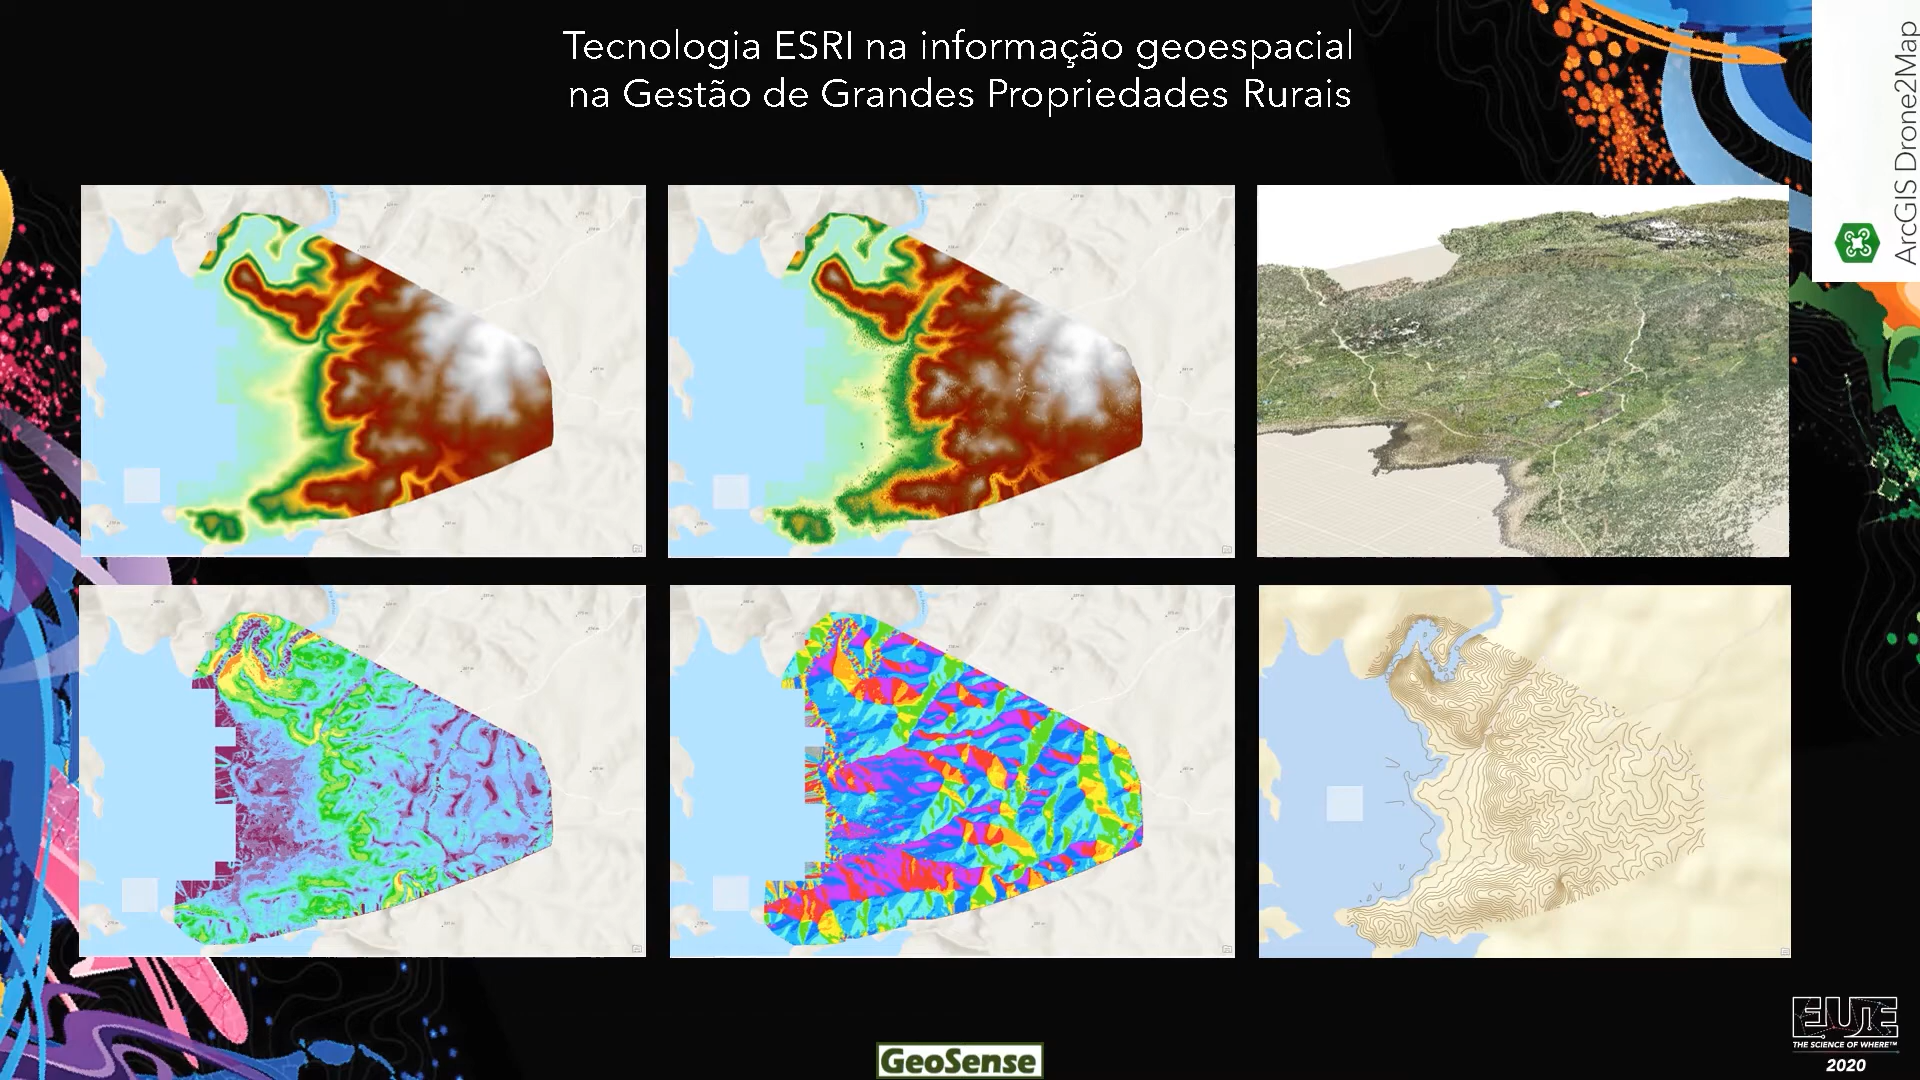 Tecnologia ESRI na informação geoespacial
na Gestão de Grandes Propriedades Rurais
ArcGIS Drone2Map
GeoSense
EUE
THE SCIENCE OF WHERE™
2020